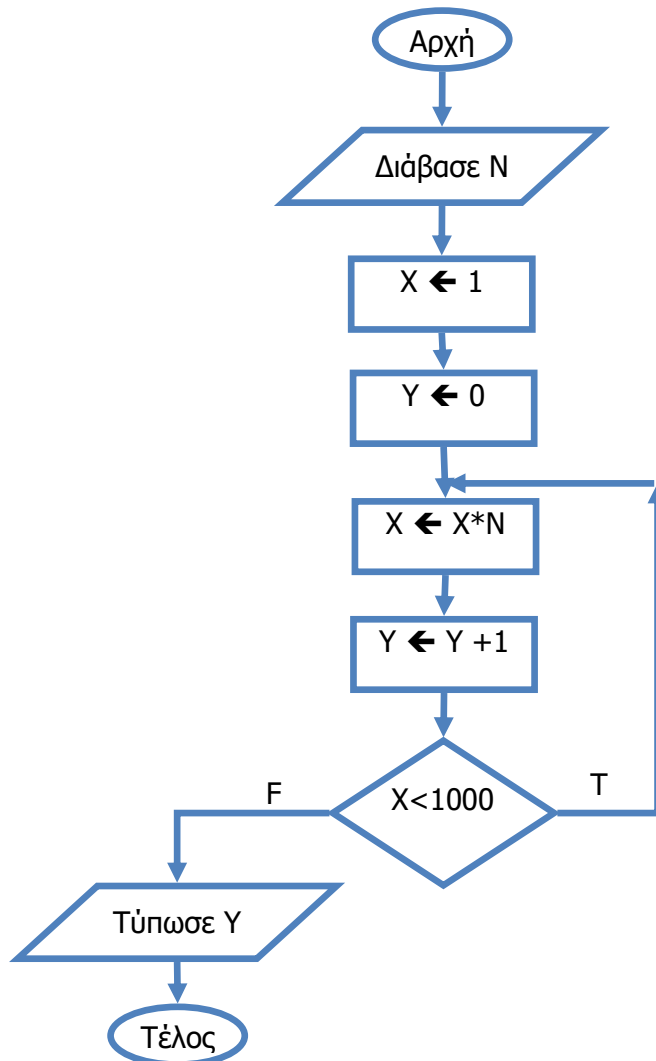 Αρχή
Διάβασε Ν
Χ 🡸 1
Υ 🡸 0
Χ 🡸 Χ*Ν
Υ 🡸 Υ +1
Χ<1000
F
T
Τύπωσε Υ
Τέλος